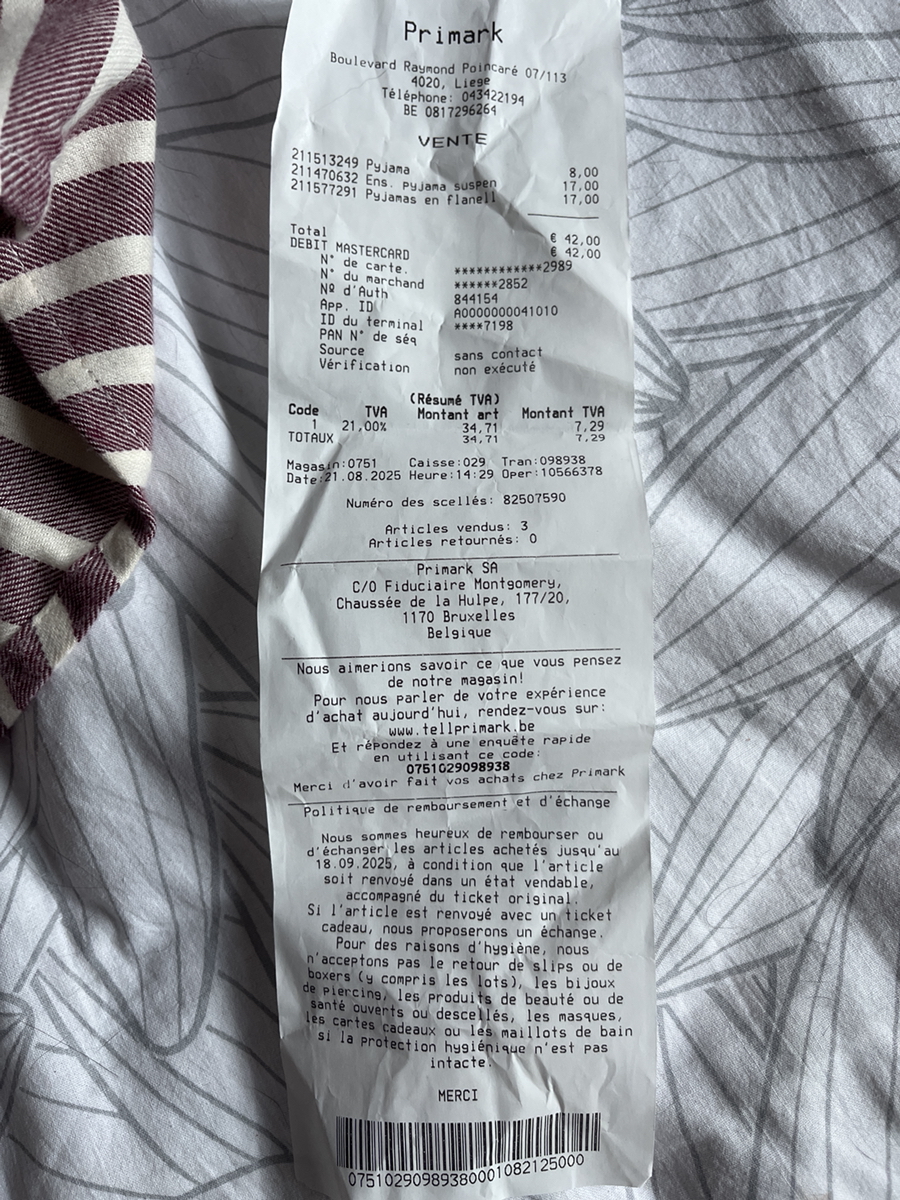 Primark
Boulevard Raymond Poincaré 07/113
4020, Liege
Téléphone: 043422194
BE 0817296264
VENTE
211513249 Pyjama 8,00
211470632 Ens. pyjama suspen 17,00
211577291 Pyjamas en flanell 17,00
Total € 42,00
DEBIT MASTERCARD € 42,00
N° de carte. ************2989
N° du marchand ******2852
Nº d'Auth 844154
App. ID A0000000041010
ID du terminal ****7198
PAN N° de séq
Source sans contact
Vérification non exécuté
(Résumé TVA)
Code TVA Montant art Montant TVA
1 21,00% 34,71 7,29
TOTAUX 34,71 7,29
Magasin:0751 Caisse:029 Tran:098938
Date:21.08.2025 Heure:14:29 Oper:10566378
Numéro des scellés: 82507590
Articles vendus: 3
Articles retournés: 0
Primark SA
C/O Fiduciaire Montgomery,
Chaussée de la Hulpe, 177/20,
1170 Bruxelles
Belgique
Nous aimerions savoir ce que vous pensez
de notre magasin!
Pour nous parler de votre expérience
d'achat aujourd'hui, rendez-vous sur:
www.tellprimark.be
Et répondez à une enquête rapide
en utilisant ce code:
0751029098938
Merci d'avoir fait vos achats chez Primark
Politique de remboursement et d'échange
Nous sommes heureux de rembourser ou
d'échanger les articles achetés jusqu'au
18.09.2025, à condition que l'article
soit renvoyé dans un état vendable,
accompagné du ticket original.
Si l'article est renvoyé avec un ticket
cadeau, nous proposerons un échange.
Pour des raisons d'hygiène, nous
n'acceptons pas le retour de slips ou de
boxers (y compris les lots), les bijoux
de piercing, les produits de beauté ou de
santé ouverts ou descellés, les masques,
les cartes cadeaux ou les maillots de bain
si la protection hygiénique n'est pas
intacte.
MERCI
07510290989380001082125000